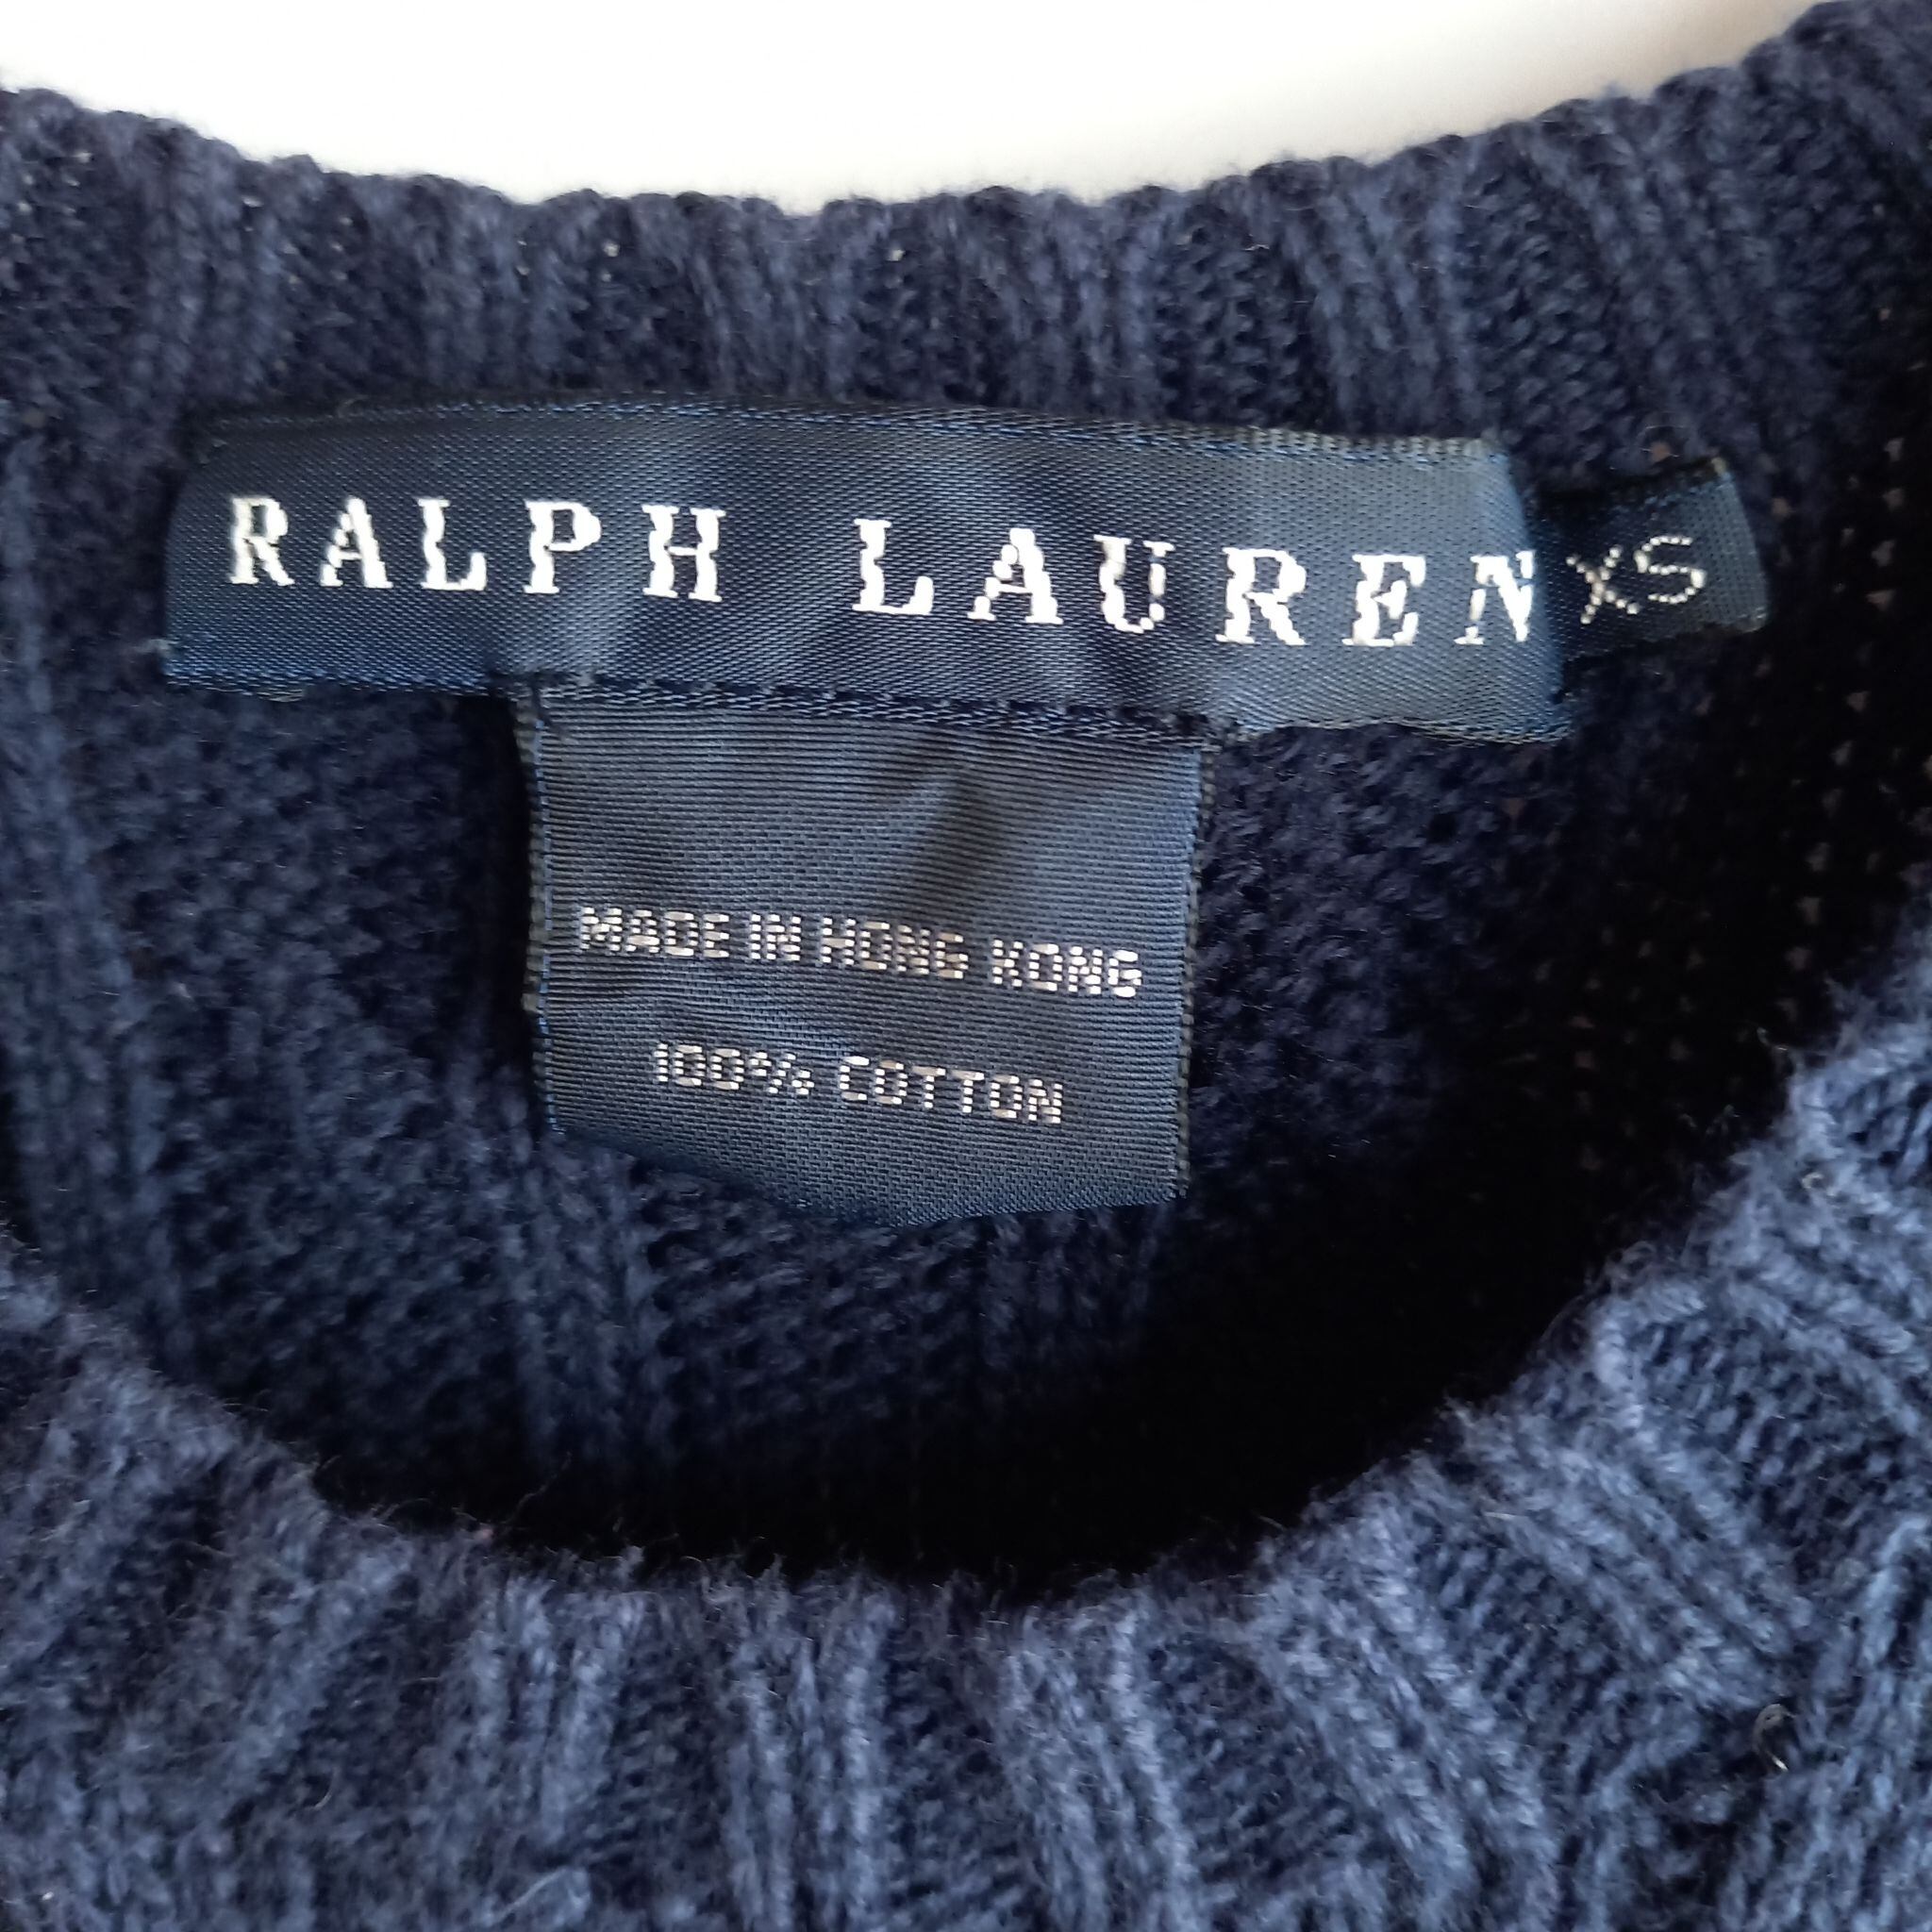 RALPH LAUREN XS
MADE IN HONG KONG
100% COTTON